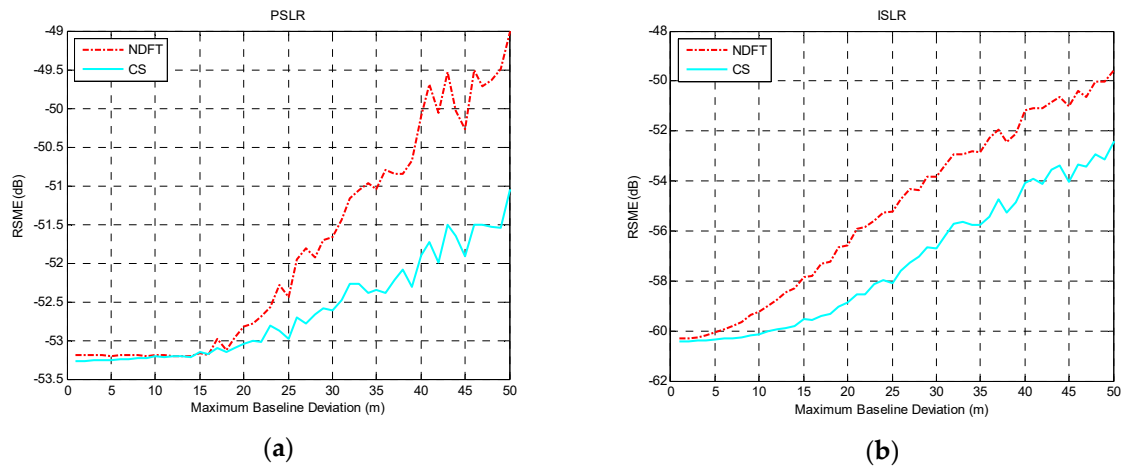 PSLR
-49
-49.5
-50
-50.5
-51
-51.5
-52
-52.5
-53
-53.5
RSME(dB)
NDFT
CS
0 5 10 15 20 25 30 35 40 45 50
Maximum Baseline Deviation (m)
(a)
ISLR
-48
-50
-52
-54
-56
-58
-60
-62
RSME(dB)
NDFT
CS
0 5 10 15 20 25 30 35 40 45 50
Maximum Baseline Deviation (m)
(b)